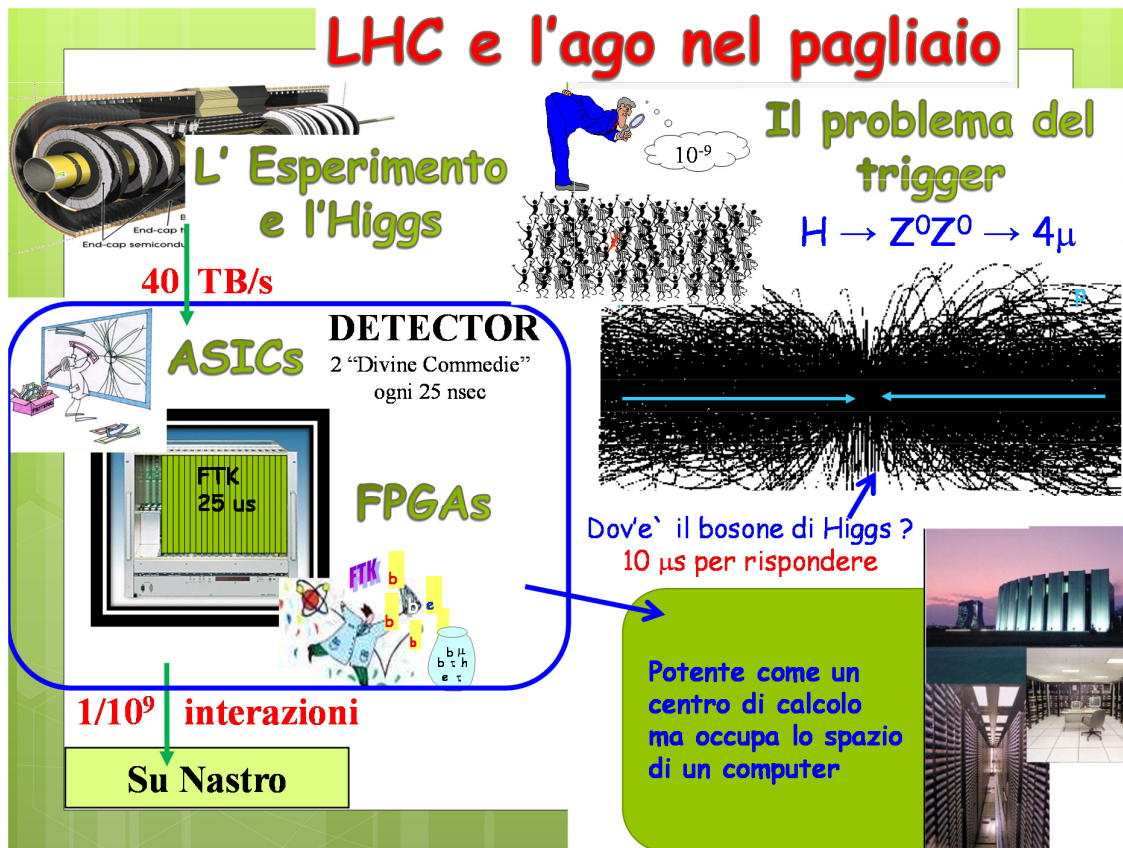 LHC e l'ago nel pagliaio
L' Esperimento
e l'Higgs
End-cap
End-cap
10⁻⁹
Il problema del
trigger
H → Z⁰Z⁰ → 4μ
p
40 TB/s
DETECTOR
2 “Divine Commedie”
ogni 25 nsec
ASICs
FTK
25 us
FPGAs
FTK
b
b
e
b
b
b
b μ
b τ h
e τ
Dov'e` il bosone di Higgs ?
10 μs per rispondere
Potente come un
centro di calcolo
ma occupa lo spazio
di un computer
1/10⁹ interazioni
Su Nastro